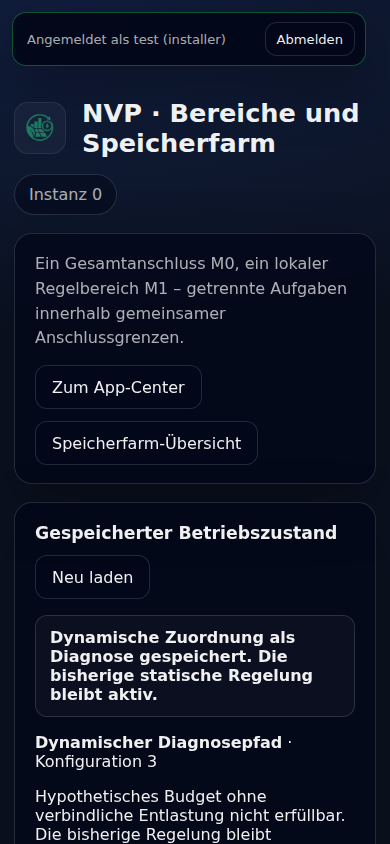 Angemeldet als test (installer)
Abmelden
NVP · Bereiche und
Speicherfarm
Instanz 0
Ein Gesamtanschluss M0, ein lokaler
Regelbereich M1 – getrennte Aufgaben
innerhalb gemeinsamer
Anschlussgrenzen.
Zum App-Center
Speicherfarm-Übersicht
Gespeicherter Betriebszustand
Neu laden
Dynamische Zuordnung als
Diagnose gespeichert. Die
bisherige statische Regelung
bleibt aktiv.
Dynamischer Diagnosepfad ·
Konfiguration 3
Hypothetisches Budget ohne
verbindliche Entlastung nicht erfüllbar.
Die bisherige Regelung bleibt